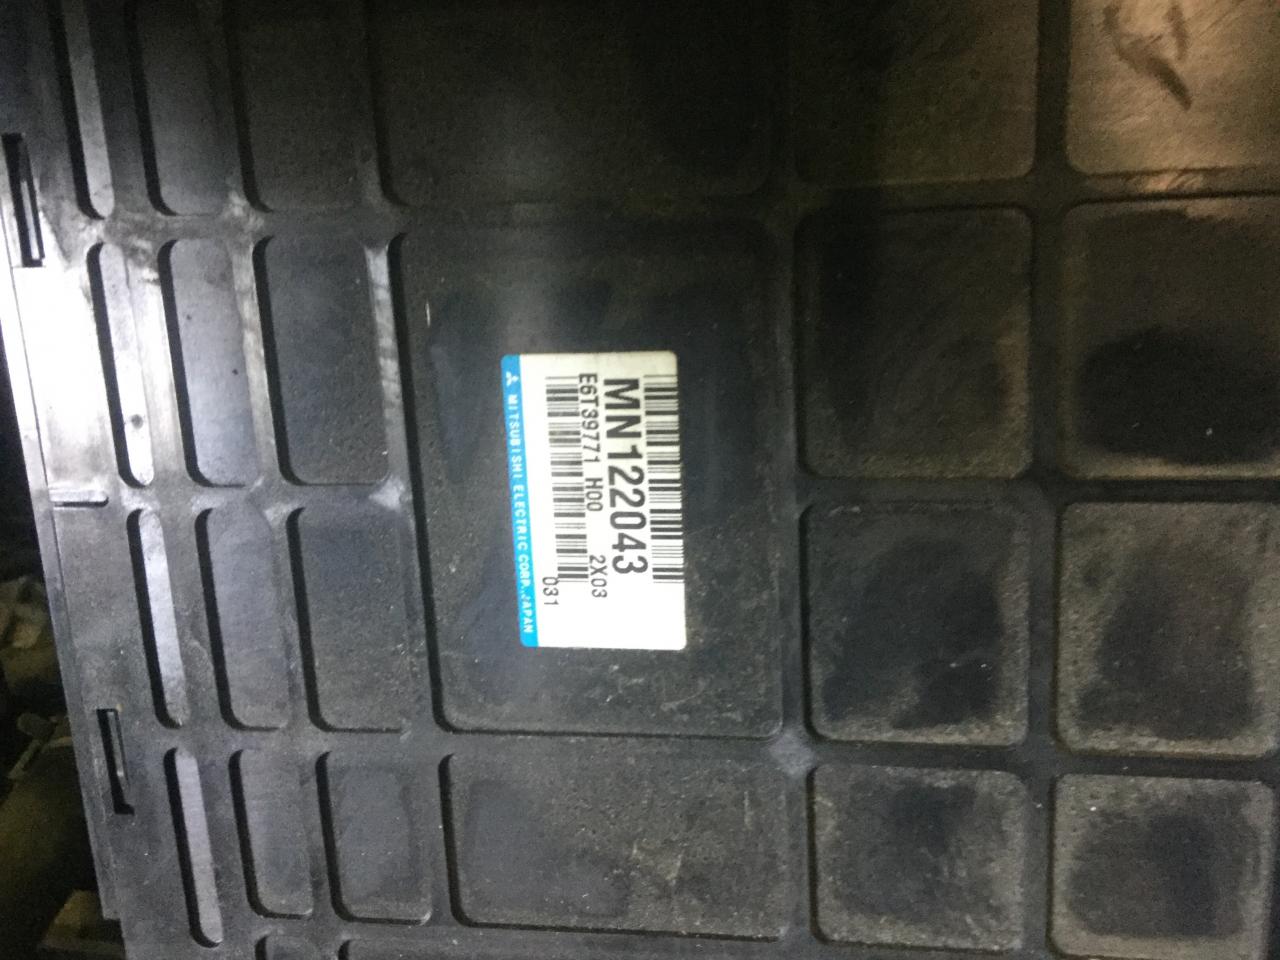 MN122043
E6T39771 H00 2X03
031
MITSUBISHI ELECTRIC CORP.,JAPAN